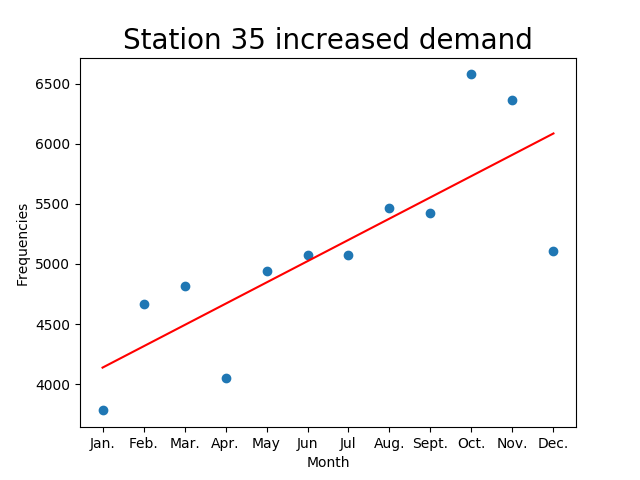 Station 35 increased demand
6500
6000
5500
5000
4500
4000
Frequencies
Jan. Feb. Mar. Apr. May Jun Jul Aug. Sept. Oct. Nov. Dec.
Month